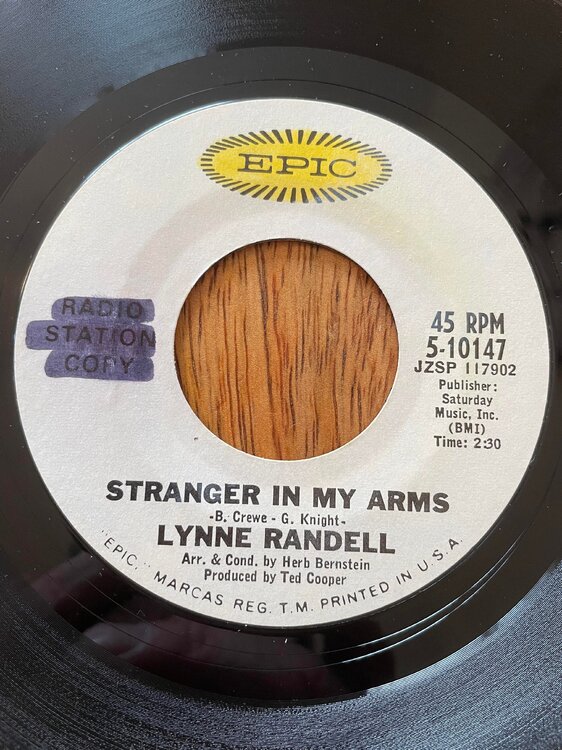 EPIC
RADIO
STATION
COPY
45 RPM
5-10147
JZSP 117902
Publisher:
Saturday
Music, Inc.
(BMI)
Time: 2:30
STRANGER IN MY ARMS
-B. Crewe - G. Knight-
LYNNE RANDELL
Arr. & Cond. by Herb Bernstein
Produced by Ted Cooper
"EPIC," MARCAS REG. T.M. PRINTED IN U.S.A.